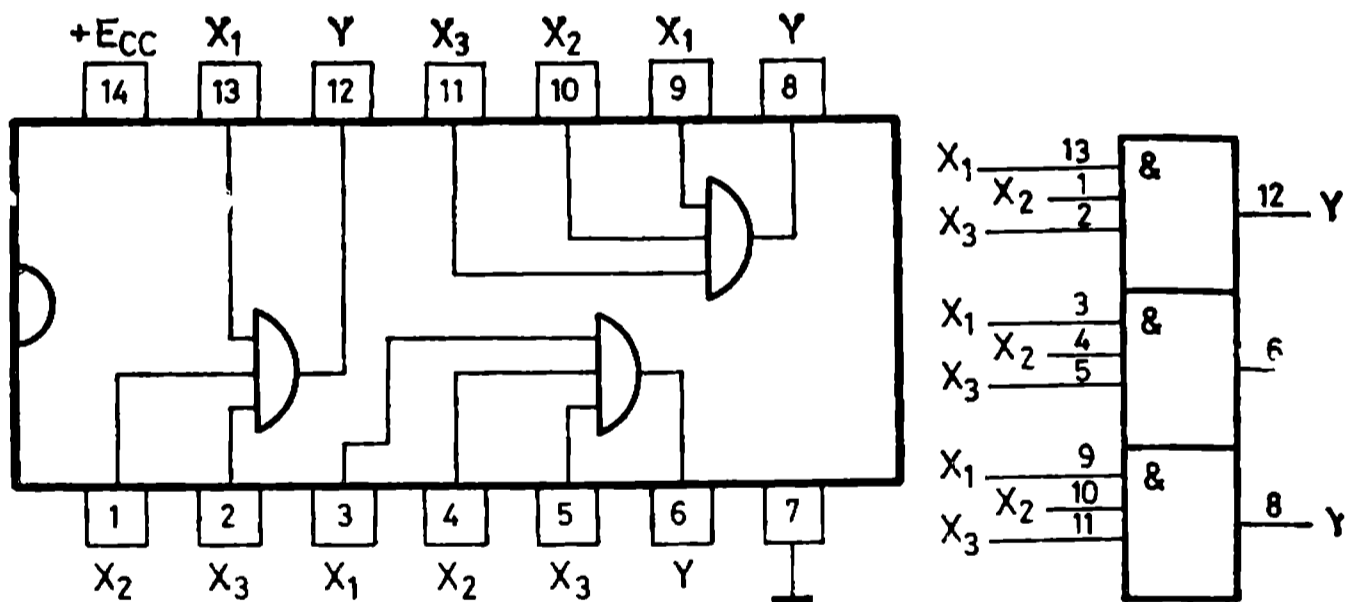 +E_CC X₁ Y X₃ X₂ X₁ Y
14 13 12 11 10 9 8
1 2 3 4 5 6 7
X₂ X₃ X₁ X₂ X₃ Y
X₁ 13 &
X₂ 1
12 Y
X₃ 2
X₁ 3 &
X₂ 4
6
X₃ 5
X₁ 9 &
X₂ 10
8 Y
X₃ 11